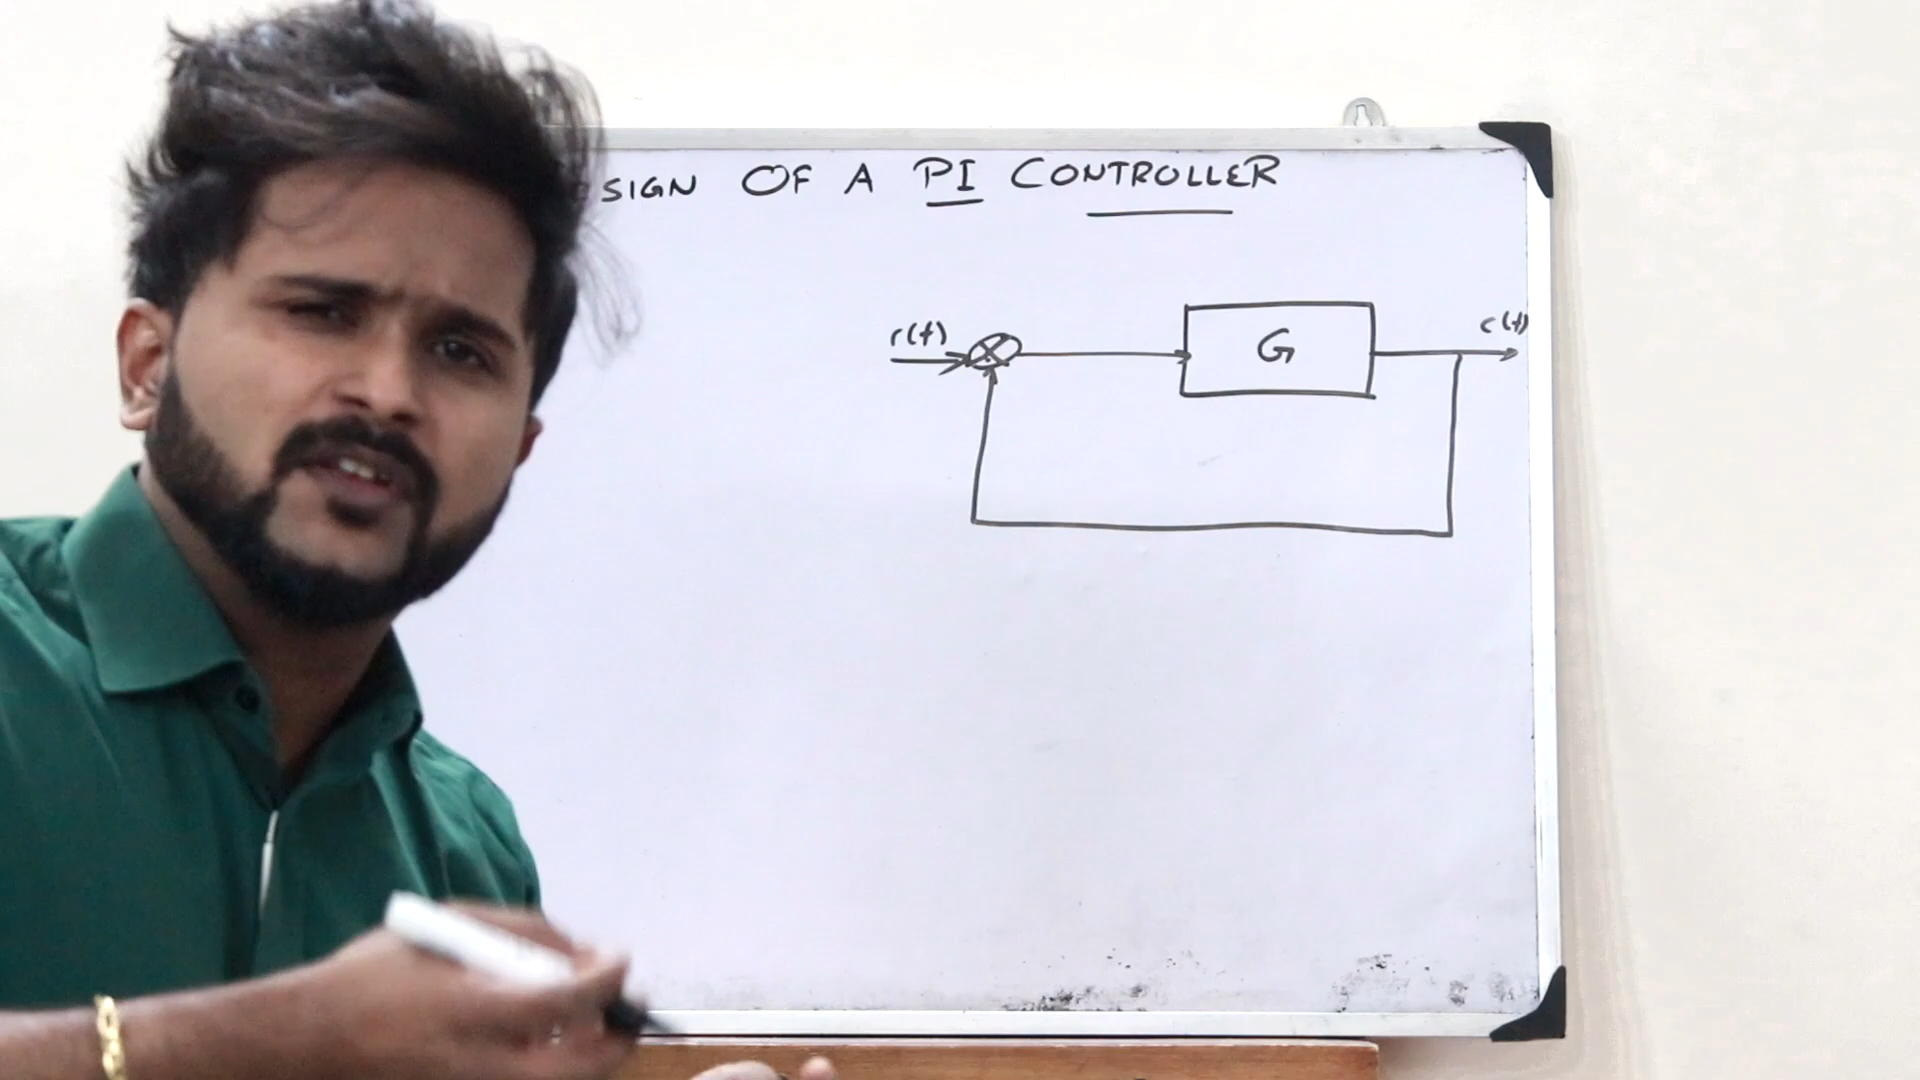 SIGN OF A PI CONTROLLER
r(t)
G
c(t)